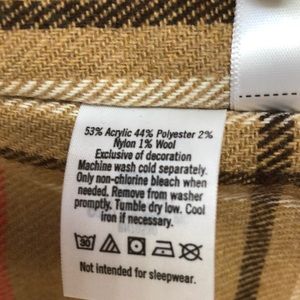 53% Acrylic 44% Polyester 2%
Nylon 1% Wool
Exclusive of decoration
Machine wash cold separately.
Only non-chlorine bleach when
needed. Remove from washer
promptly. Tumble dry low. Cool
iron if necessary.
30
Not intended for sleepwear.